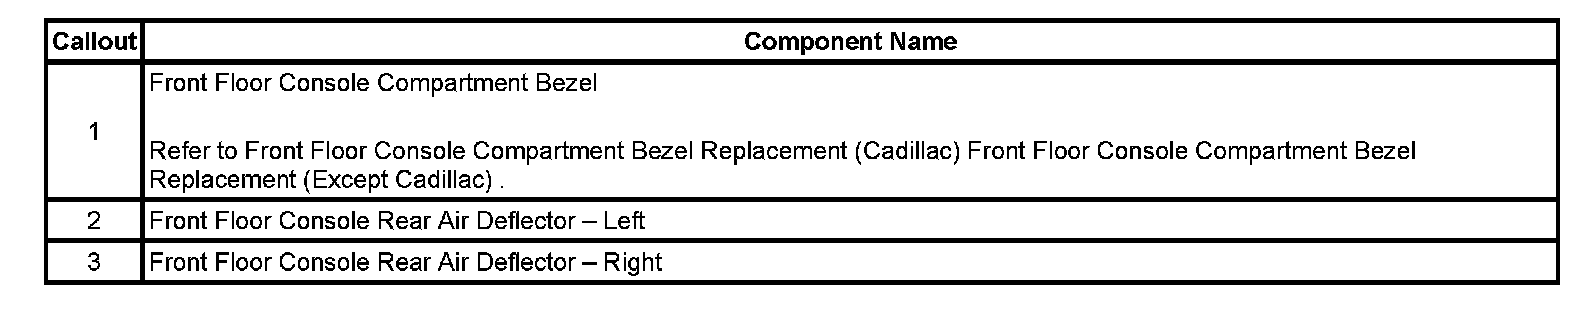 Callout Component Name
Front Floor Console Compartment Bezel
1
Refer to Front Floor Console Compartment Bezel Replacement (Cadillac) Front Floor Console Compartment Bezel
Replacement (Except Cadillac) .
2 Front Floor Console Rear Air Deflector – Left
3 Front Floor Console Rear Air Deflector – Right